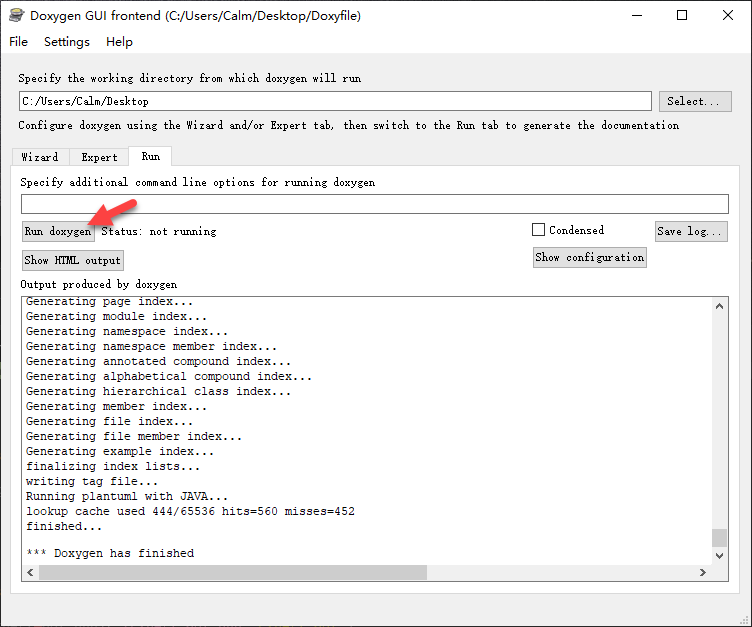 Doxygen GUI frontend (C:/Users/Calm/Desktop/Doxyfile)
File Settings Help
Specify the working directory from which doxygen will run
C:/Users/Calm/Desktop Select...
Configure doxygen using the Wizard and/or Expert tab, then switch to the Run tab to generate the documentation
Wizard Expert Run
Specify additional command line options for running doxygen
Run doxygen Status: not running Condensed Save log...
Show HTML output Show configuration
Output produced by doxygen
Generating page index...
Generating module index...
Generating namespace index...
Generating namespace member index...
Generating annotated compound index...
Generating alphabetical compound index...
Generating hierarchical class index...
Generating member index...
Generating file index...
Generating file member index...
Generating example index...
finalizing index lists...
writing tag file...
Running plantuml with JAVA...
lookup cache used 444/65536 hits=560 misses=452
finished...
*** Doxygen has finished